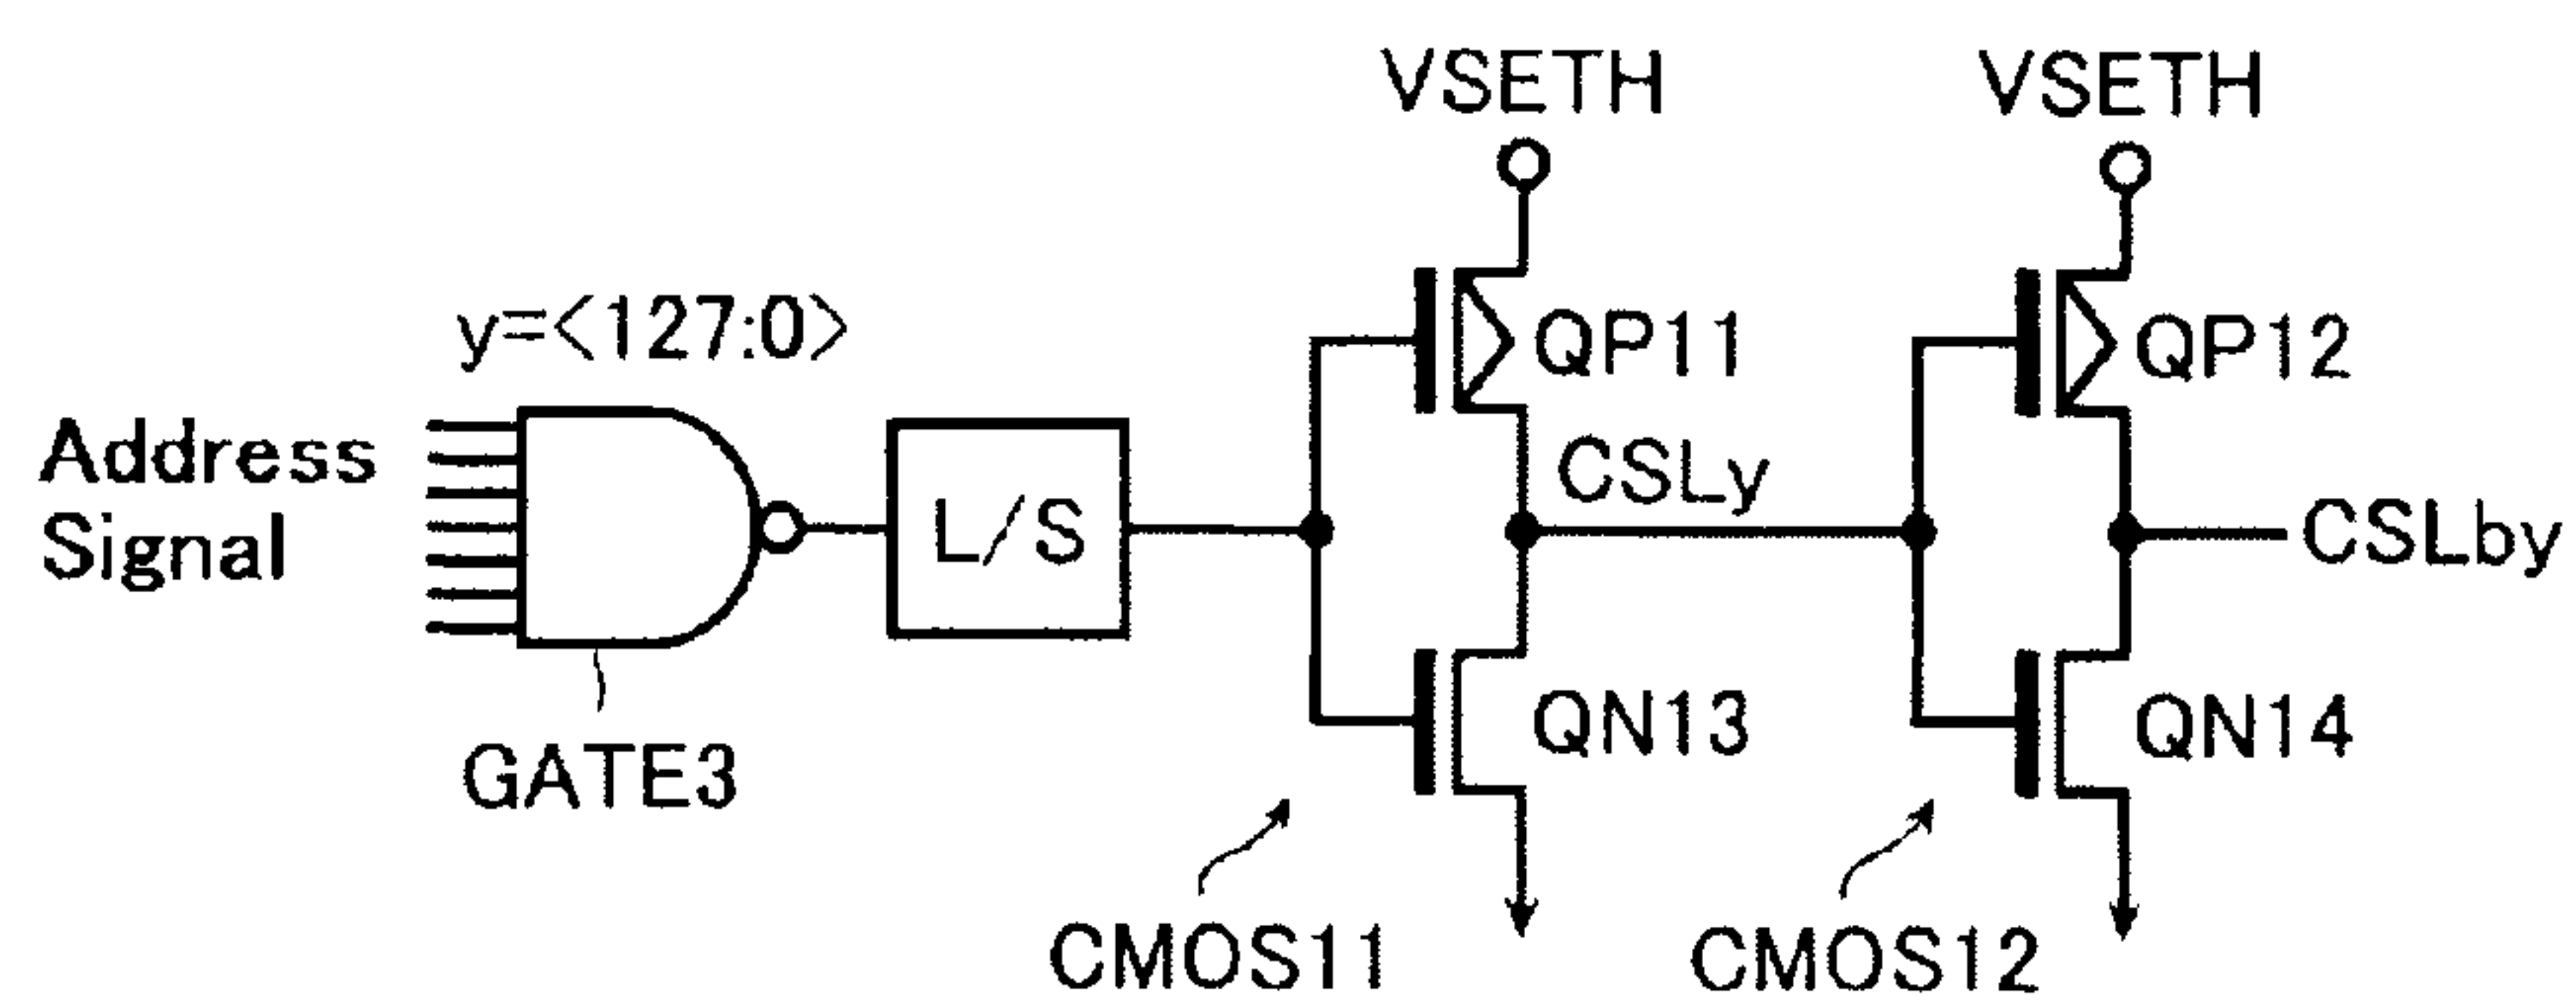 VSETH
VSETH
y=<127:0>
QP11
QP12
Address
Signal
L/S
CSLy
CSLby
GATE3
QN13
QN14
CMOS11
CMOS12